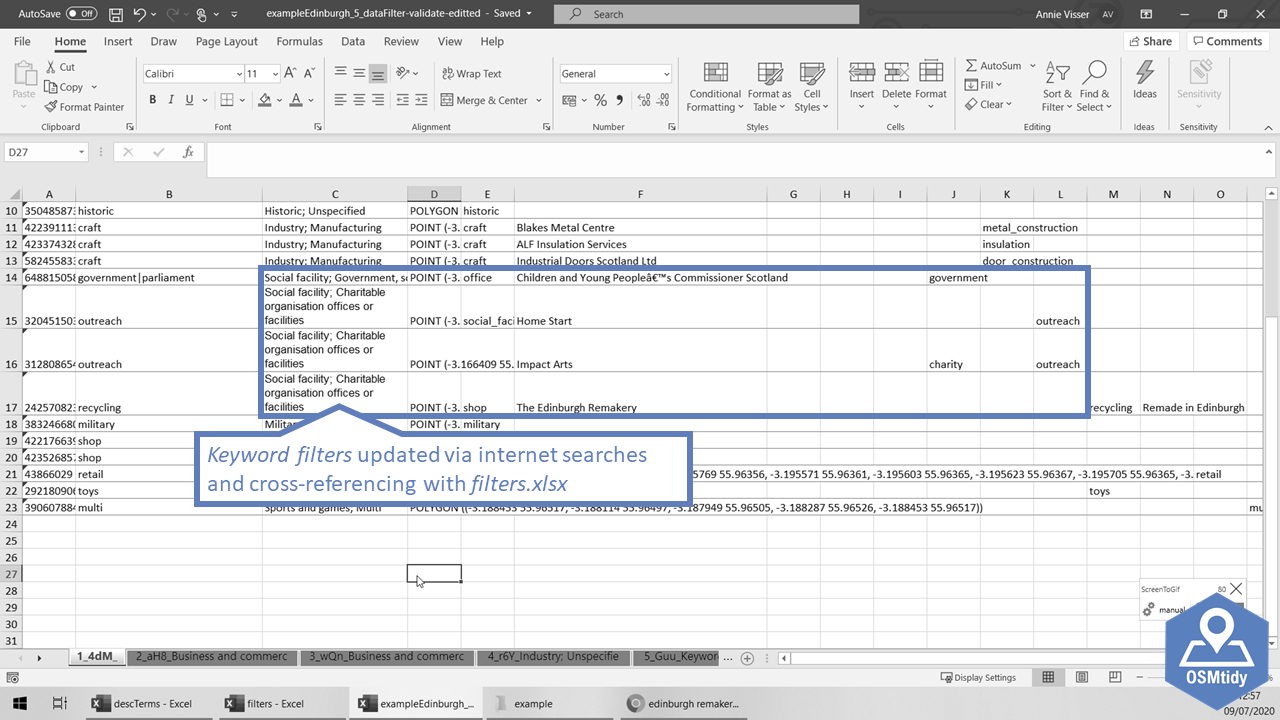 AutoSave Off
exampleEdinburgh_5_dataFilter-validate-editted - Saved
Search
Annie Visser AV
File Home Insert Draw Page Layout Formulas Data Review View Help
Share Comments
Paste
Cut
Copy
Format Painter
Calibri 11
B I U
Wrap Text
Merge & Center
General
Conditional Formatting
Format as Table
Cell Styles
Insert Delete Format
AutoSum
Fill
Clear
Sort & Filter
Find & Select
Ideas
Sensitivity
Clipboard Font Alignment Number Styles Cells Editing Ideas Sensitivity
D27 fx
A B C D E F G H I J K L M N O
10 350485873 historic Historic; Unspecified POLYGON historic
11 42239111 craft Industry; Manufacturing POINT (-3. craft Blakes Metal Centre metal_construction
12 423374328 craft Industry; Manufacturing POINT (-3. craft ALF Insulation Services insulation
13 58245583 craft Industry; Manufacturing POINT (-3. craft Industrial Doors Scotland Ltd door_construction
14 648815058 government|parliament Social facility; Government, se POINT (-3. office Children and Young Peopleâ€™s Commissioner Scotland government
Social facility; Charitable
organisation offices or
15 320451503 outreach facilities POINT (-3. social_faci Home Start outreach
Social facility; Charitable
organisation offices or
16 312808654 outreach facilities POINT (-3.166409 55. Impact Arts charity outreach
Social facility; Charitable
organisation offices or
17 242570823 recycling facilities POINT (-3. shop The Edinburgh Remakery recycling Remade in Edinburgh
18 38324668 military Milit POINT (-3. military
19 422176639 shop
20 423526857 shop
21 43866029 retail 5769 55.96356, -3.195571 55.96361, -3.195603 55.96365, -3.195623 55.96367, -3.195705 55.96365, -3. retail
22 29218090 toys toys
23 390607884 multi Sports and games; Multi POLYGON ((-3.188453 55.96517, -3.188114 55.96497, -3.187949 55.96505, -3.188287 55.96526, -3.188453 55.96517)) mu
24
25
26
27
28
29
30
31
Keyword filters updated via internet searches
and cross-referencing with filters.xlsx
ScreenToGif 80
manual
OSMtidy
1_4dM_ 2_aH8_Business and commerc 3_wQn_Business and commerc 4_r6Y_Industry; Unspecifie 5_Guu_Keywor ...
Display Settings
descTerms - Excel filters - Excel exampleEdinburgh_... example edinburgh remaker...
12:57
09/07/2020